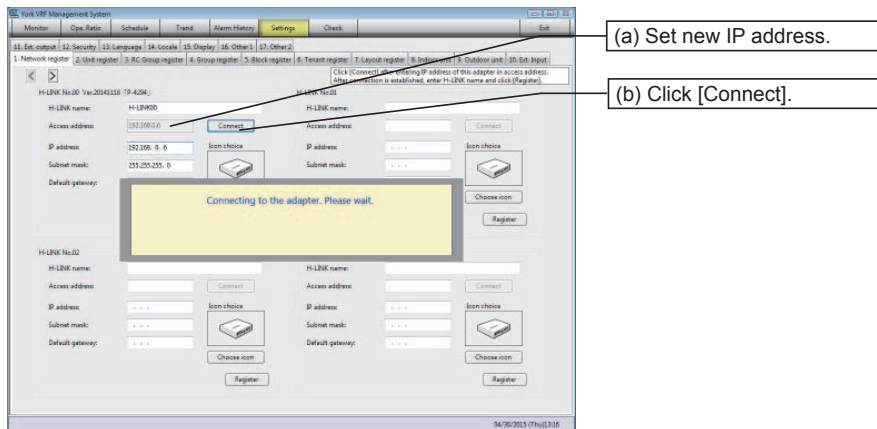 York VRF Management System
Monitor Ope. Ratio Schedule Trend Alarm History Settings Check Exit
(a) Set new IP address.
11. Ext. output 12. Security 13. Language 14. Locale 15. Display 16. Other1 17. Other2
1. Network register 2. Unit register 3. RC Group register 4. Group register 5. Block register 6. Tenant register 7. Layout register 8. Indoor unit 9. Outdoor unit 10. Ext. Input
Click [Connect] after entering IP address of this adapter in access address.
After connection is established, enter H-LINK name and click [Register].
(b) Click [Connect].
H-LINK No.00 Ver.20141118 H-LINK No.01
H-LINK name: H-LINK00 H-LINK name:
Access address: 192.168.0.6 Connect Access address: Connect
IP address: 192.168. 0. 6 Icon choice IP address: . . . Icon choice
Subnet mask: 255.255.255. 0 Subnet mask: . . .
Default gateway:
Connecting to the adapter. Please wait.
Choose icon
Register
H-LINK No.02
H-LINK name: H-LINK name:
Access address: Connect Access address: Connect
IP address: . . . Icon choice IP address: . . . Icon choice
Subnet mask: . . . Subnet mask: . . .
Default gateway: . . . Default gateway: . . .
Choose icon Choose icon
Register Register
04/30/2015 (Thu)13:16